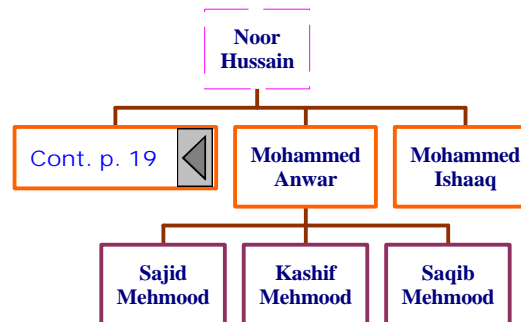 Noor
Hussain
Cont. p. 19
Mohammed
Anwar
Mohammed
Ishaaq
Sajid
Mehmood
Kashif
Mehmood
Saqib
Mehmood